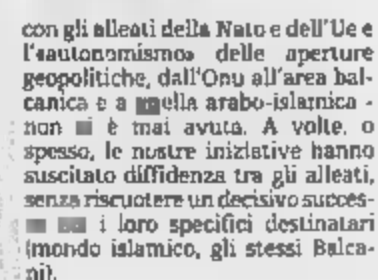 con gli alleati della Nato e dell'Ue e
l'«autonomismo» delle aperture
geopolitiche, dall'Onu all'area bal-
canica e a ella arabo-islamica -
non è mai avuta. A volte, o
spesso, le nostre iniziative hanno
suscitato diffidenza tra gli alleati,
senza riscuotere un decisivo succes-
i loro specifici destinatari
(mondo islamico, gli stessi Balca-
ni).